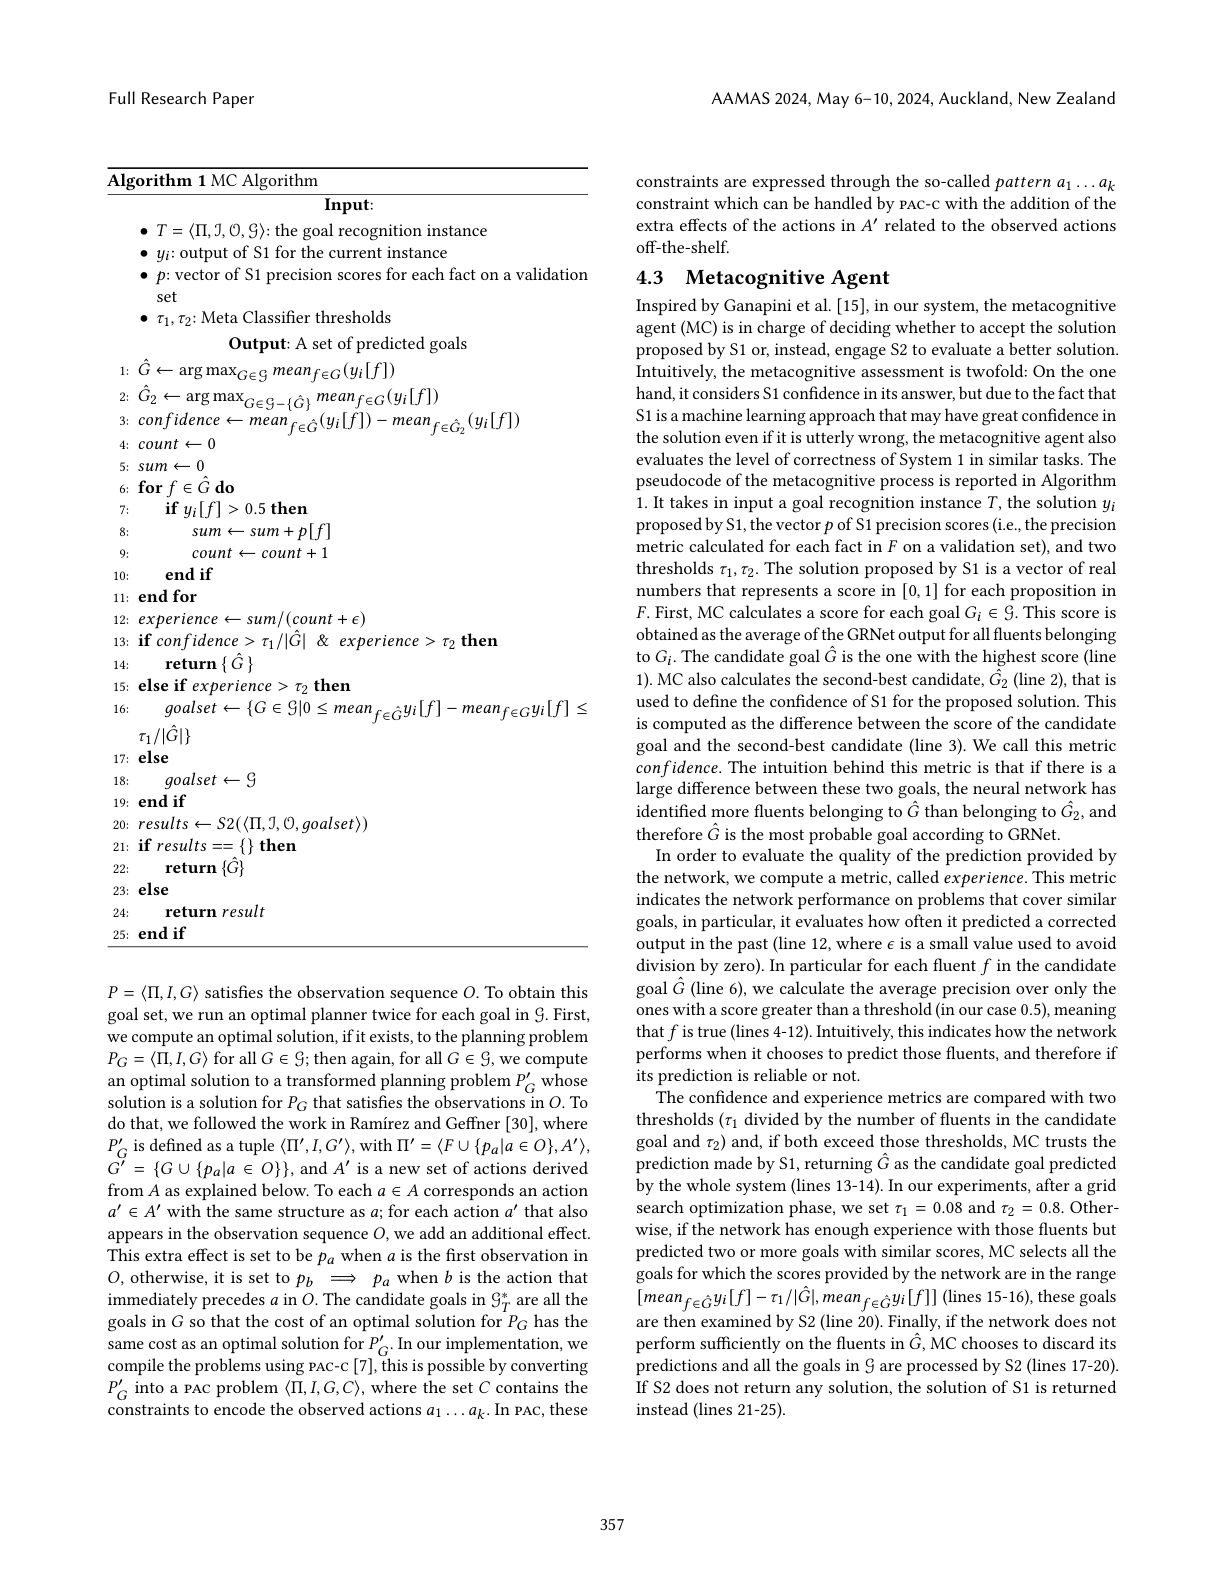 Full Research Paper
AAMAS 2024, May 6–10, 2024, Auckland, New Zealand
Algorithm 1 MC Algorithm
Input:
• T = ⟨Π, ℐ, 𝒪, 𝒢⟩: the goal recognition instance
• yᵢ: output of S1 for the current instance
• p: vector of S1 precision scores for each fact on a validation
set
• τ₁, τ₂: Meta Classifier thresholds
Output: A set of predicted goals
1: Ĝ ← arg max_{G∈𝒢} mean_{f∈G}(yᵢ[f])
2: Ĝ₂ ← arg max_{G∈𝒢−{Ĝ}} mean_{f∈G}(yᵢ[f])
3: confidence ← mean_{f∈Ĝ}(yᵢ[f]) − mean_{f∈Ĝ₂}(yᵢ[f])
4: count ← 0
5: sum ← 0
6: for f ∈ Ĝ do
7: if yᵢ[f] > 0.5 then
8: sum ← sum + p[f]
9: count ← count + 1
10: end if
11: end for
12: experience ← sum/(count + ϵ)
13: if confidence > τ₁/|Ĝ| & experience > τ₂ then
14: return { Ĝ }
15: else if experience > τ₂ then
16: goalset ← {G ∈ 𝒢|0 ≤ mean_{f∈Ĝ}yᵢ[f] − mean_{f∈G}yᵢ[f] ≤
τ₁/|Ĝ|}
17: else
18: goalset ← 𝒢
19: end if
20: results ← S2(⟨Π, ℐ, 𝒪, goalset⟩)
21: if results == {} then
22: return {Ĝ}
23: else
24: return result
25: end if
P = ⟨Π, I, G⟩ satisfies the observation sequence O. To obtain this
goal set, we run an optimal planner twice for each goal in 𝒢. First,
we compute an optimal solution, if it exists, to the planning problem
P_G = ⟨Π, I, G⟩ for all G ∈ 𝒢; then again, for all G ∈ 𝒢, we compute
an optimal solution to a transformed planning problem P′_G whose
solution is a solution for P_G that satisfies the observations in O. To
do that, we followed the work in Ramírez and Geffner [30], where
P′_G is defined as a tuple ⟨Π′, I, G′⟩, with Π′ = ⟨F ∪ {pₐ|a ∈ O}, A′⟩,
G′ = {G ∪ {pₐ|a ∈ O}}, and A′ is a new set of actions derived
from A as explained below. To each a ∈ A corresponds an action
a′ ∈ A′ with the same structure as a; for each action a′ that also
appears in the observation sequence O, we add an additional effect.
This extra effect is set to be pₐ when a is the first observation in
O, otherwise, it is set to p_b ⟹ pₐ when b is the action that
immediately precedes a in O. The candidate goals in 𝒢*_T are all the
goals in G so that the cost of an optimal solution for P_G has the
same cost as an optimal solution for P′_G. In our implementation, we
compile the problems using PAC-C [7], this is possible by converting
P′_G into a PAC problem ⟨Π, I, G, C⟩, where the set C contains the
constraints to encode the observed actions a₁ . . . aₖ. In PAC, these
constraints are expressed through the so-called pattern a₁ . . . aₖ
constraint which can be handled by PAC-C with the addition of the
extra effects of the actions in A′ related to the observed actions
off-the-shelf.
4.3 Metacognitive Agent
Inspired by Ganapini et al. [15], in our system, the metacognitive
agent (MC) is in charge of deciding whether to accept the solution
proposed by S1 or, instead, engage S2 to evaluate a better solution.
Intuitively, the metacognitive assessment is twofold: On the one
hand, it considers S1 confidence in its answer, but due to the fact that
S1 is a machine learning approach that may have great confidence in
the solution even if it is utterly wrong, the metacognitive agent also
evaluates the level of correctness of System 1 in similar tasks. The
pseudocode of the metacognitive process is reported in Algorithm
1. It takes in input a goal recognition instance T, the solution yᵢ
proposed by S1, the vector p of S1 precision scores (i.e., the precision
metric calculated for each fact in F on a validation set), and two
thresholds τ₁, τ₂. The solution proposed by S1 is a vector of real
numbers that represents a score in [0, 1] for each proposition in
F. First, MC calculates a score for each goal Gᵢ ∈ 𝒢. This score is
obtained as the average of the GRNet output for all fluents belonging
to Gᵢ. The candidate goal Ĝ is the one with the highest score (line
1). MC also calculates the second-best candidate, Ĝ₂ (line 2), that is
used to define the confidence of S1 for the proposed solution. This
is computed as the difference between the score of the candidate
goal and the second-best candidate (line 3). We call this metric
confidence. The intuition behind this metric is that if there is a
large difference between these two goals, the neural network has
identified more fluents belonging to Ĝ than belonging to Ĝ₂, and
therefore Ĝ is the most probable goal according to GRNet.
In order to evaluate the quality of the prediction provided by
the network, we compute a metric, called experience. This metric
indicates the network performance on problems that cover similar
goals, in particular, it evaluates how often it predicted a corrected
output in the past (line 12, where ϵ is a small value used to avoid
division by zero). In particular for each fluent f in the candidate
goal Ĝ (line 6), we calculate the average precision over only the
ones with a score greater than a threshold (in our case 0.5), meaning
that f is true (lines 4-12). Intuitively, this indicates how the network
performs when it chooses to predict those fluents, and therefore if
its prediction is reliable or not.
The confidence and experience metrics are compared with two
thresholds (τ₁ divided by the number of fluents in the candidate
goal and τ₂) and, if both exceed those thresholds, MC trusts the
prediction made by S1, returning Ĝ as the candidate goal predicted
by the whole system (lines 13-14). In our experiments, after a grid
search optimization phase, we set τ₁ = 0.08 and τ₂ = 0.8. Other-
wise, if the network has enough experience with those fluents but
predicted two or more goals with similar scores, MC selects all the
goals for which the scores provided by the network are in the range
[mean_{f∈Ĝ}yᵢ[f] − τ₁/|Ĝ|, mean_{f∈Ĝ}yᵢ[f]] (lines 15-16), these goals
are then examined by S2 (line 20). Finally, if the network does not
perform sufficiently on the fluents in Ĝ, MC chooses to discard its
predictions and all the goals in 𝒢 are processed by S2 (lines 17-20).
If S2 does not return any solution, the solution of S1 is returned
instead (lines 21-25).
357